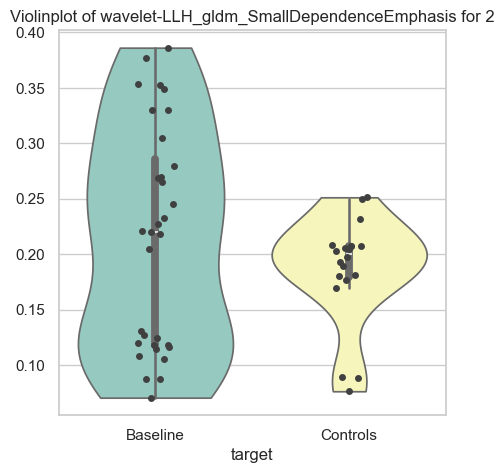 Violinplot of wavelet-LLH_gldm_SmallDependenceEmphasis for 2
0.40
0.35
0.30
0.25
0.20
0.15
0.10
Baseline Controls
target